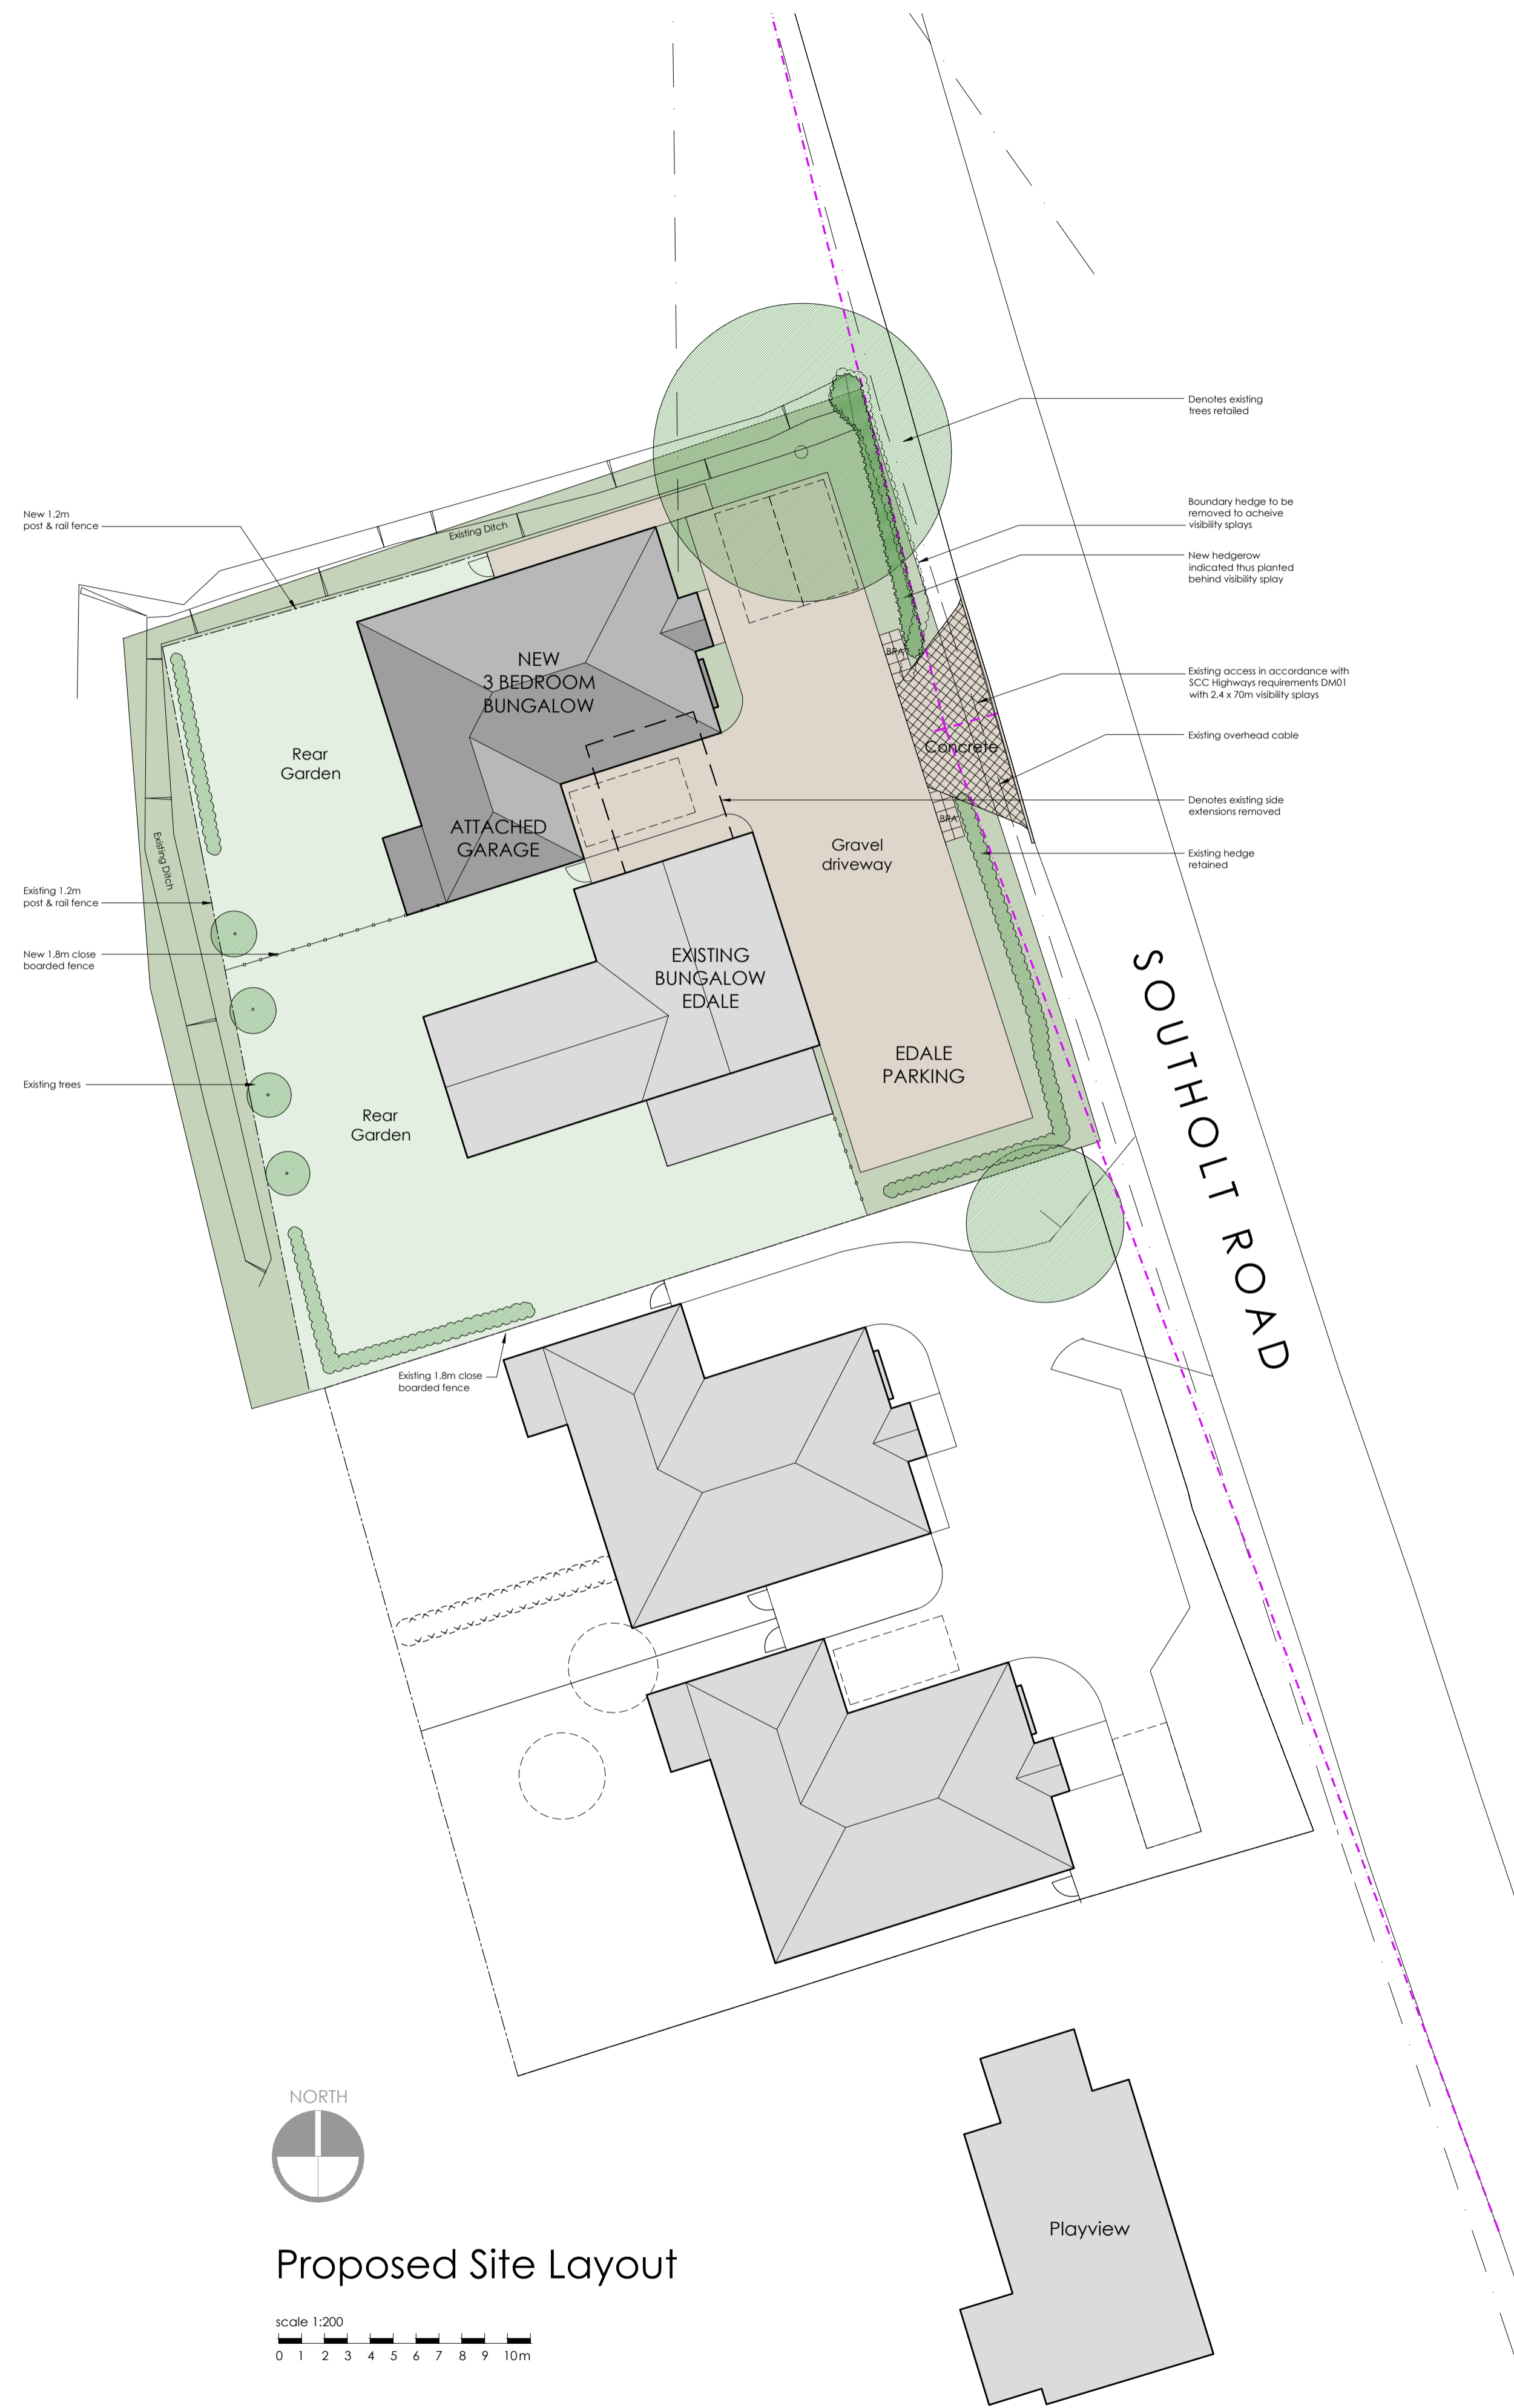 Denotes existing
trees retailed
Boundary hedge to be
removed to acheive
visibility splays
New 1.2m
post & rail fence
Existing Ditch
New hedgerow
indicated thus planted
behind visibility splay
NEW
3 BEDROOM
BUNGALOW
BRA
Existing access in accordance with
SCC Highways requirements DM01
with 2.4 x 70m visibility splays
Rear
Garden
Concrete
Existing overhead cable
Denotes existing side
extensions removed
ATTACHED
GARAGE
BRA
Gravel
driveway
Existing hedge
retained
Existing Ditch
Existing 1.2m
post & rail fence
New 1.8m close
boarded fence
EXISTING
BUNGALOW
EDALE
SOUTHOLT ROAD
EDALE
PARKING
Existing trees
Rear
Garden
Existing 1.8m close
boarded fence
NORTH
Playview
Proposed Site Layout
scale 1:200
0 1 2 3 4 5 6 7 8 9 10m